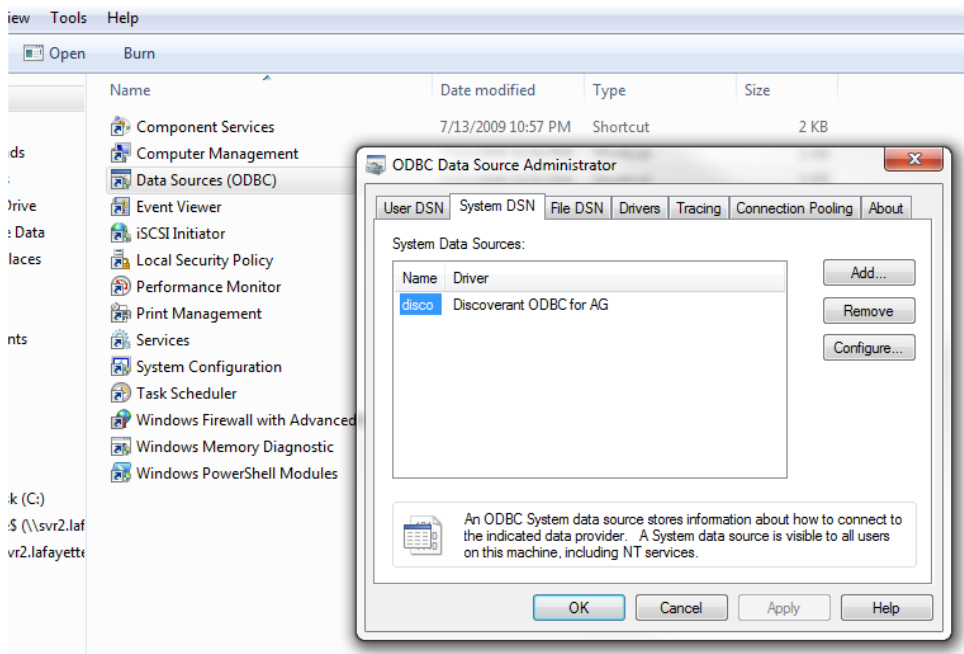 iew Tools Help
Open Burn
Name Date modified Type Size
Component Services 7/13/2009 10:57 PM Shortcut 2 KB
Computer Management
Data Sources (ODBC)
Event Viewer
iSCSI Initiator
Local Security Policy
Performance Monitor
Print Management
Services
System Configuration
Task Scheduler
Windows Firewall with Advanced
Windows Memory Diagnostic
Windows PowerShell Modules
ds
Drive
e Data
laces
nts
sk (C:)
s$ (\\svr2.laf
vr2.lafayette
ODBC Data Source Administrator
User DSN System DSN File DSN Drivers Tracing Connection Pooling About
System Data Sources:
Name Driver
disco Discoverant ODBC for AG
Add...
Remove
Configure...
An ODBC System data source stores information about how to connect to
the indicated data provider. A System data source is visible to all users
on this machine, including NT services.
OK Cancel Apply Help